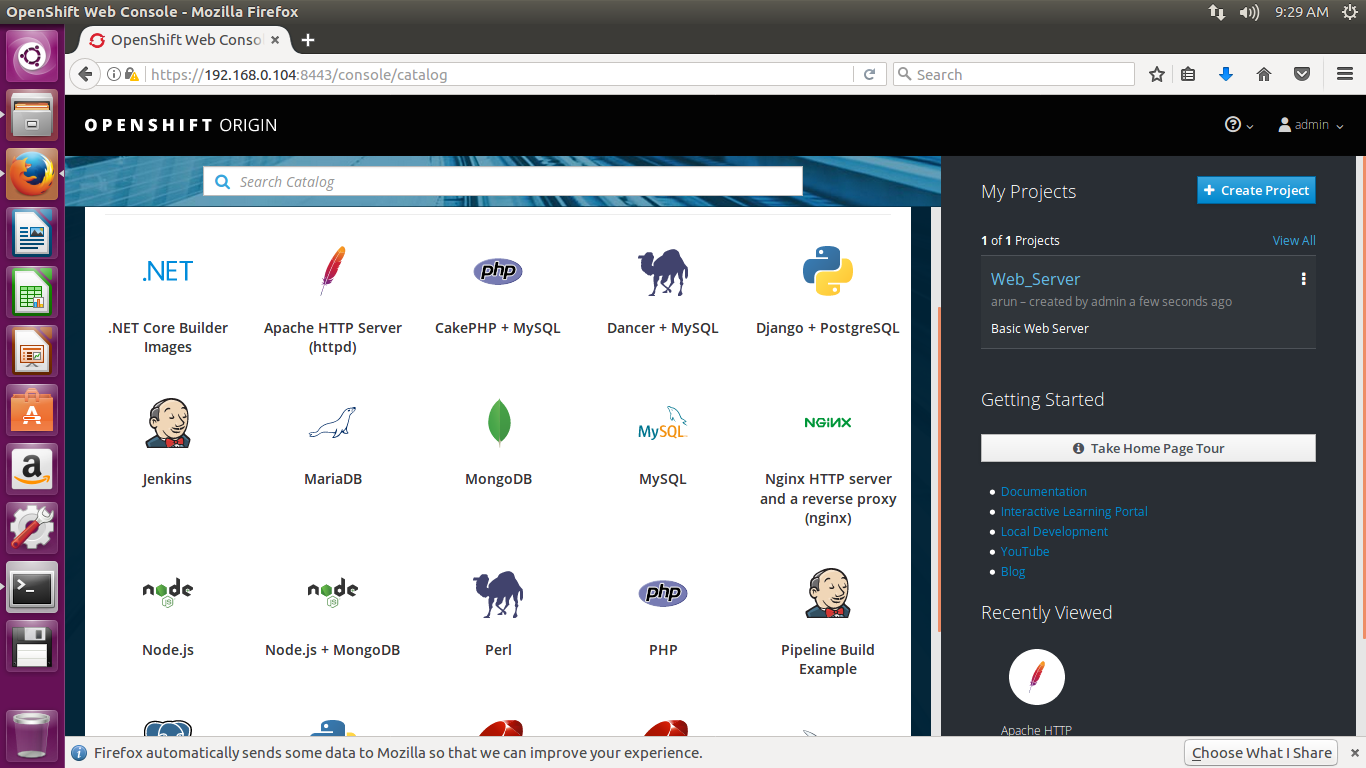 OpenShift Web Console - Mozilla Firefox
9:29 AM
OpenShift Web Conso
https://192.168.0.104:8443/console/catalog
Search
OPENSHIFT ORIGIN
admin
Search Catalog
.NET
php
.NET Core Builder
Images
Apache HTTP Server
(httpd)
CakePHP + MySQL
Dancer + MySQL
Django + PostgreSQL
MySQL
NGINX
Jenkins
MariaDB
MongoDB
MySQL
Nginx HTTP server
and a reverse proxy
(nginx)
node
JS
node
JS
php
Node.js
Node.js + MongoDB
Perl
PHP
Pipeline Build
Example
My Projects
Create Project
1 of 1 Projects
View All
Web_Server
arun – created by admin a few seconds ago
Basic Web Server
Getting Started
Take Home Page Tour
Documentation
Interactive Learning Portal
Local Development
YouTube
Blog
Recently Viewed
Apache HTTP
Firefox automatically sends some data to Mozilla so that we can improve your experience.
Choose What I Share